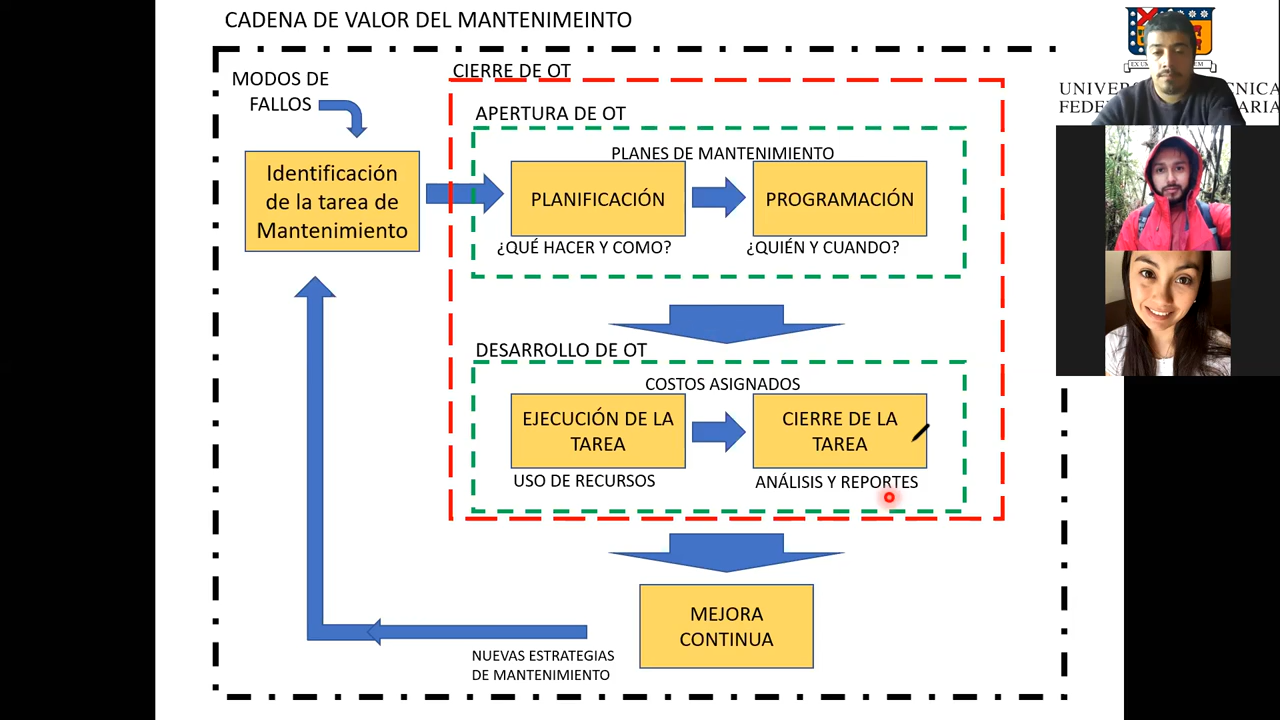 CADENA DE VALOR DEL MANTENIMEINTO
MODOS DE
FALLOS
CIERRE DE OT
APERTURA DE OT
PLANES DE MANTENIMIENTO
Identificación
de la tarea de
Mantenimiento
PLANIFICACIÓN
PROGRAMACIÓN
¿QUÉ HACER Y COMO?
¿QUIÉN Y CUANDO?
DESARROLLO DE OT
COSTOS ASIGNADOS
EJECUCIÓN DE LA
TAREA
CIERRE DE LA
TAREA
USO DE RECURSOS
ANÁLISIS Y REPORTES
MEJORA
CONTINUA
NUEVAS ESTRATEGIAS
DE MANTENIMIENTO